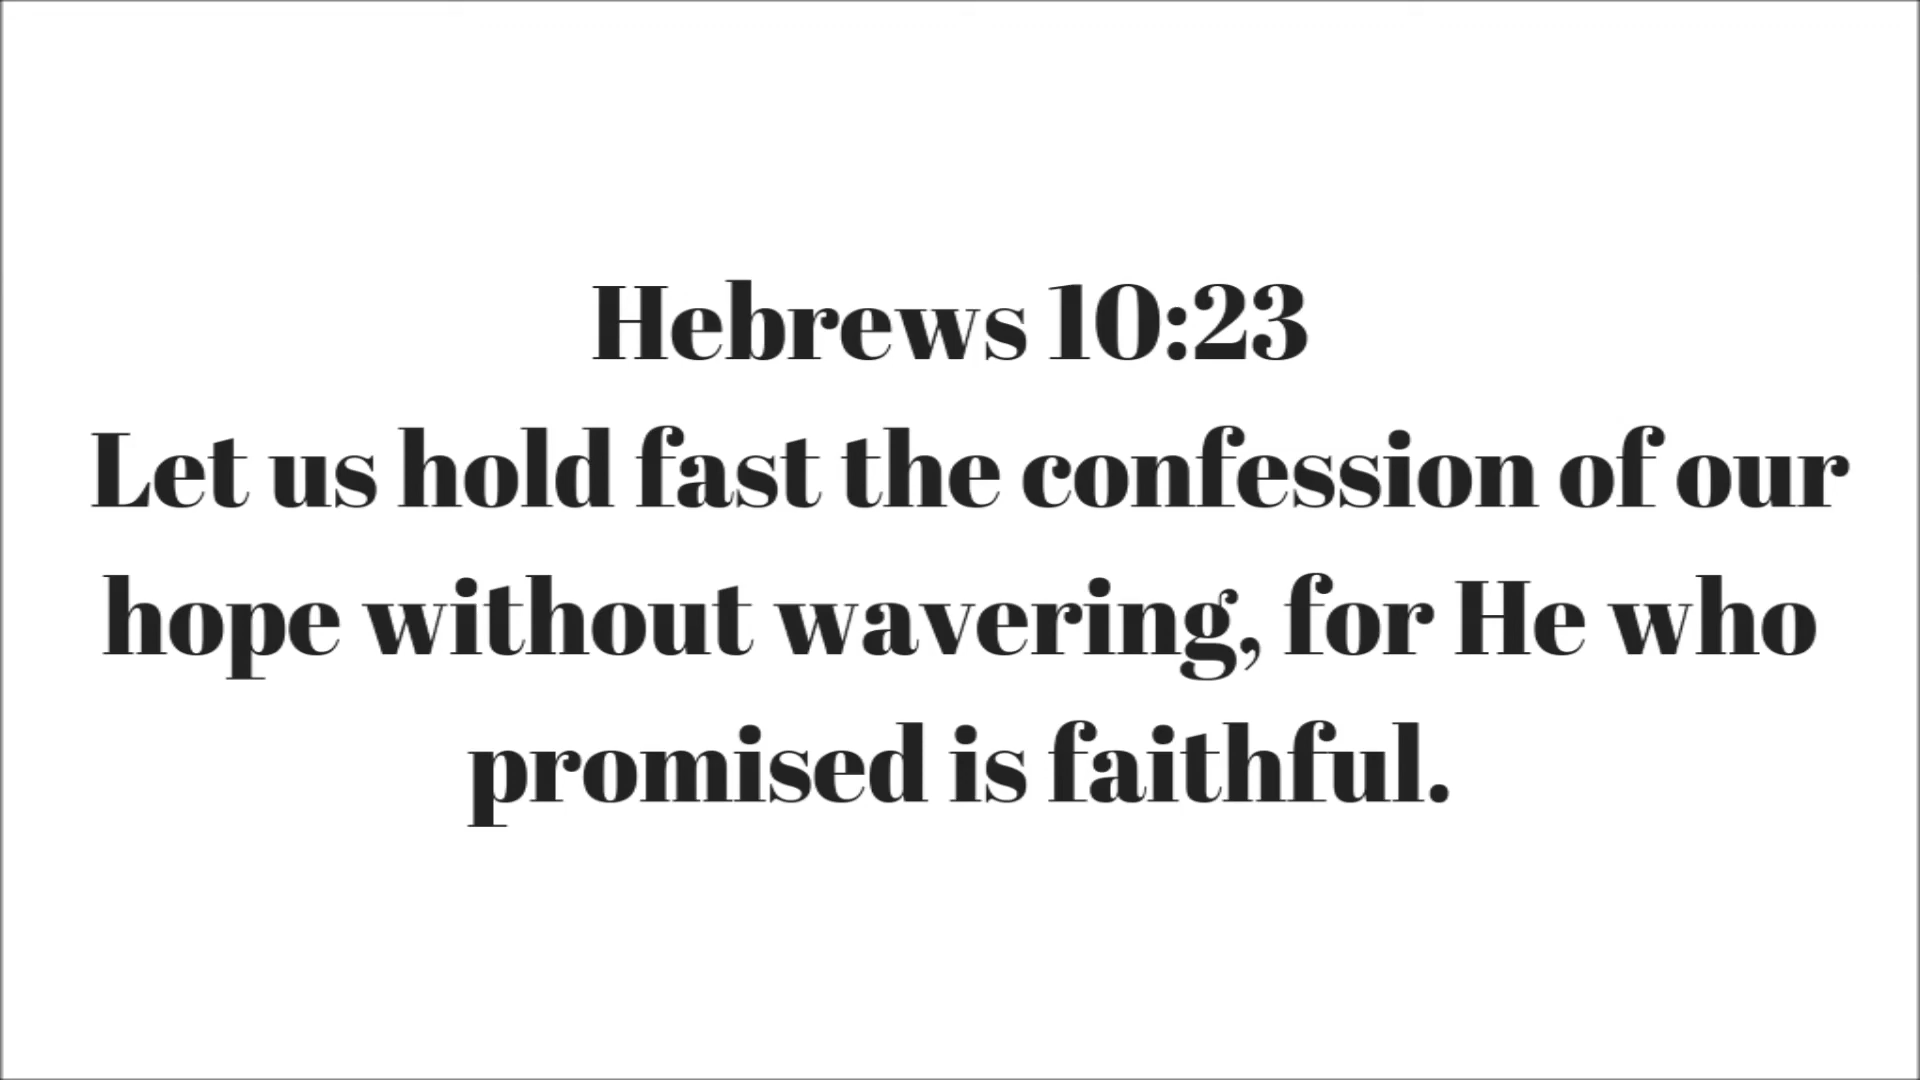 Hebrews 10:23
Let us hold fast the confession of our
hope without wavering, for He who
promised is faithful.